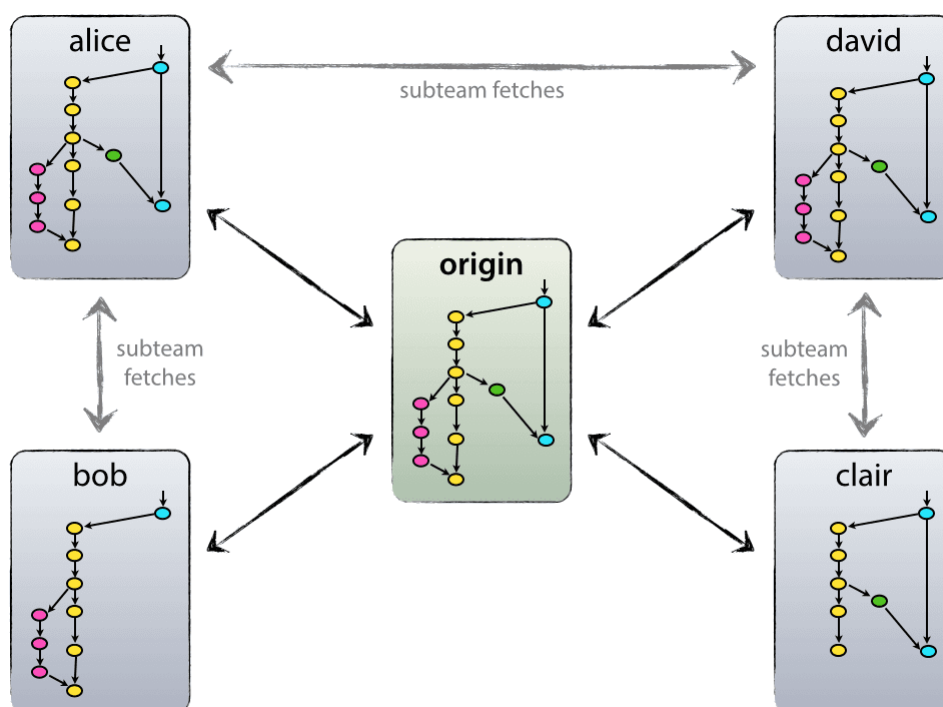 alice
david
subteam fetches
origin
subteam
fetches
subteam
fetches
bob
clair